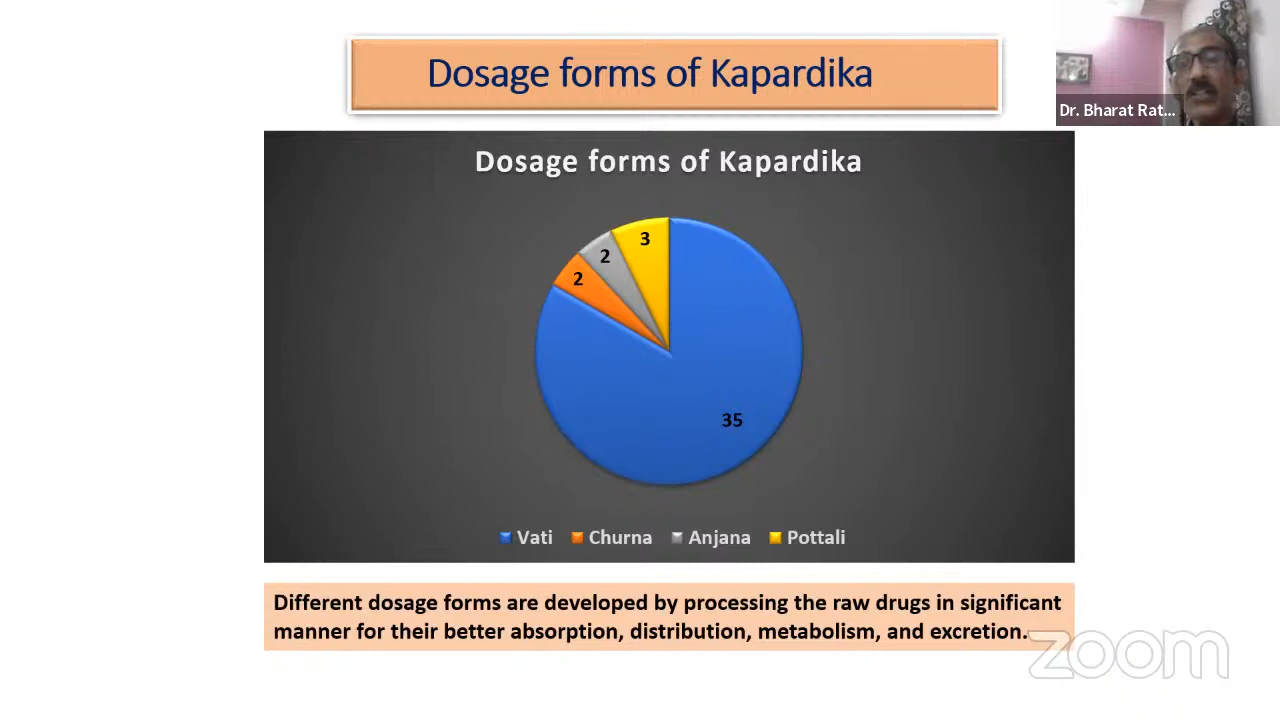 Dosage forms of Kapardika
Dr. Bharat Rat...
Dosage forms of Kapardika
3
2
2
35
Vati Churna Anjana Pottali
Different dosage forms are developed by processing the raw drugs in significant
manner for their better absorption, distribution, metabolism, and excretion.
zoom